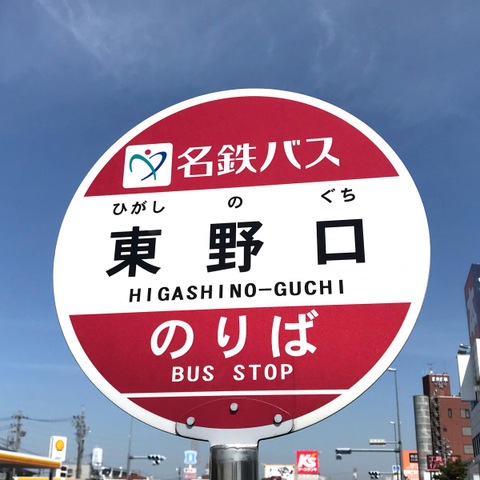 名鉄バス
ひがし の ぐち
東野口
HIGASHINO-GUCHI
のりば
BUS STOP
K's